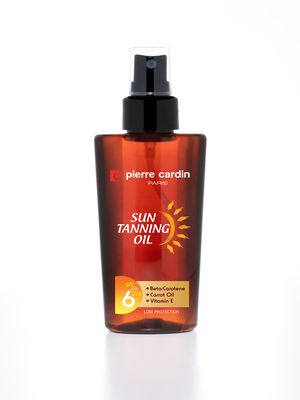 pierre cardin
PARIS
SUN
TANNING
OIL
SPF
6
• Beta-Carotene
• Carrot Oil
• Vitamin E
LOW PROTECTION